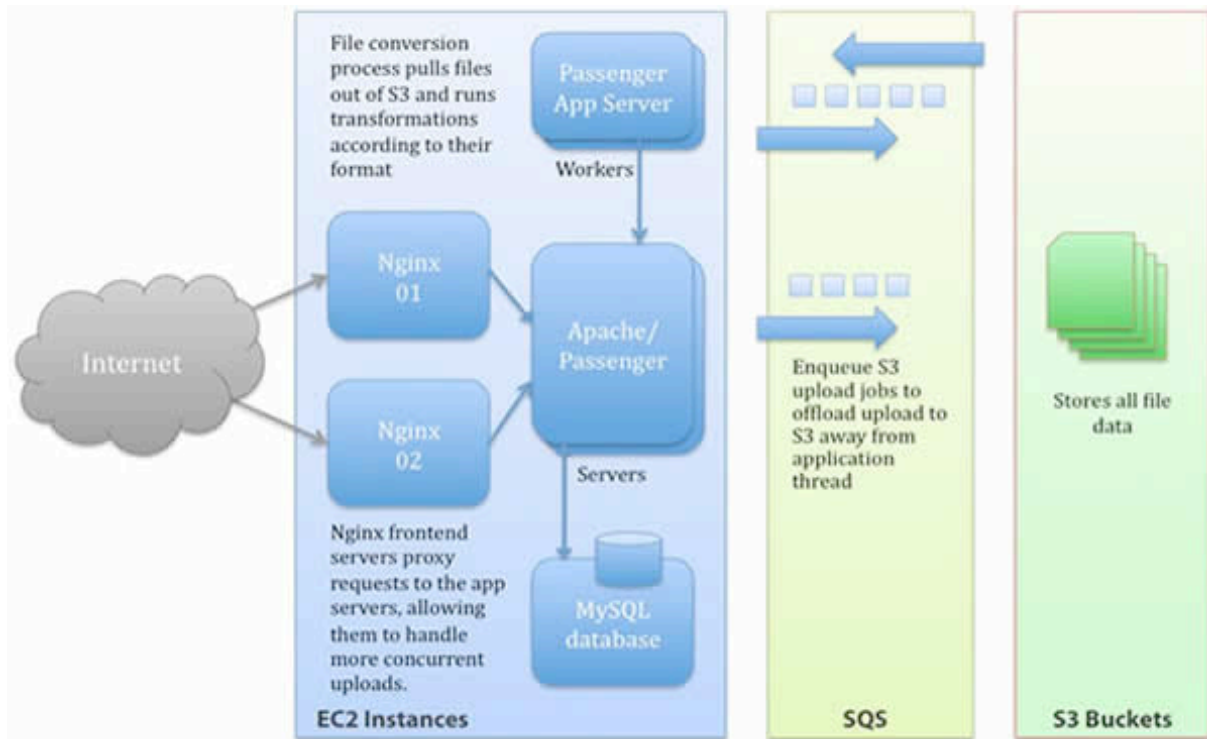 File conversion
process pulls files
out of S3 and runs
transformations
according to their
format
Passenger
App Server
Workers
Internet
Nginx
01
Nginx
02
Apache/
Passenger
Servers
Nginx frontend
servers proxy
requests to the app
servers, allowing
them to handle
more concurrent
uploads.
MySQL
database
EC2 Instances
Enqueue S3
upload jobs to
offload upload to
S3 away from
application
thread
SQS
Stores all file
data
S3 Buckets